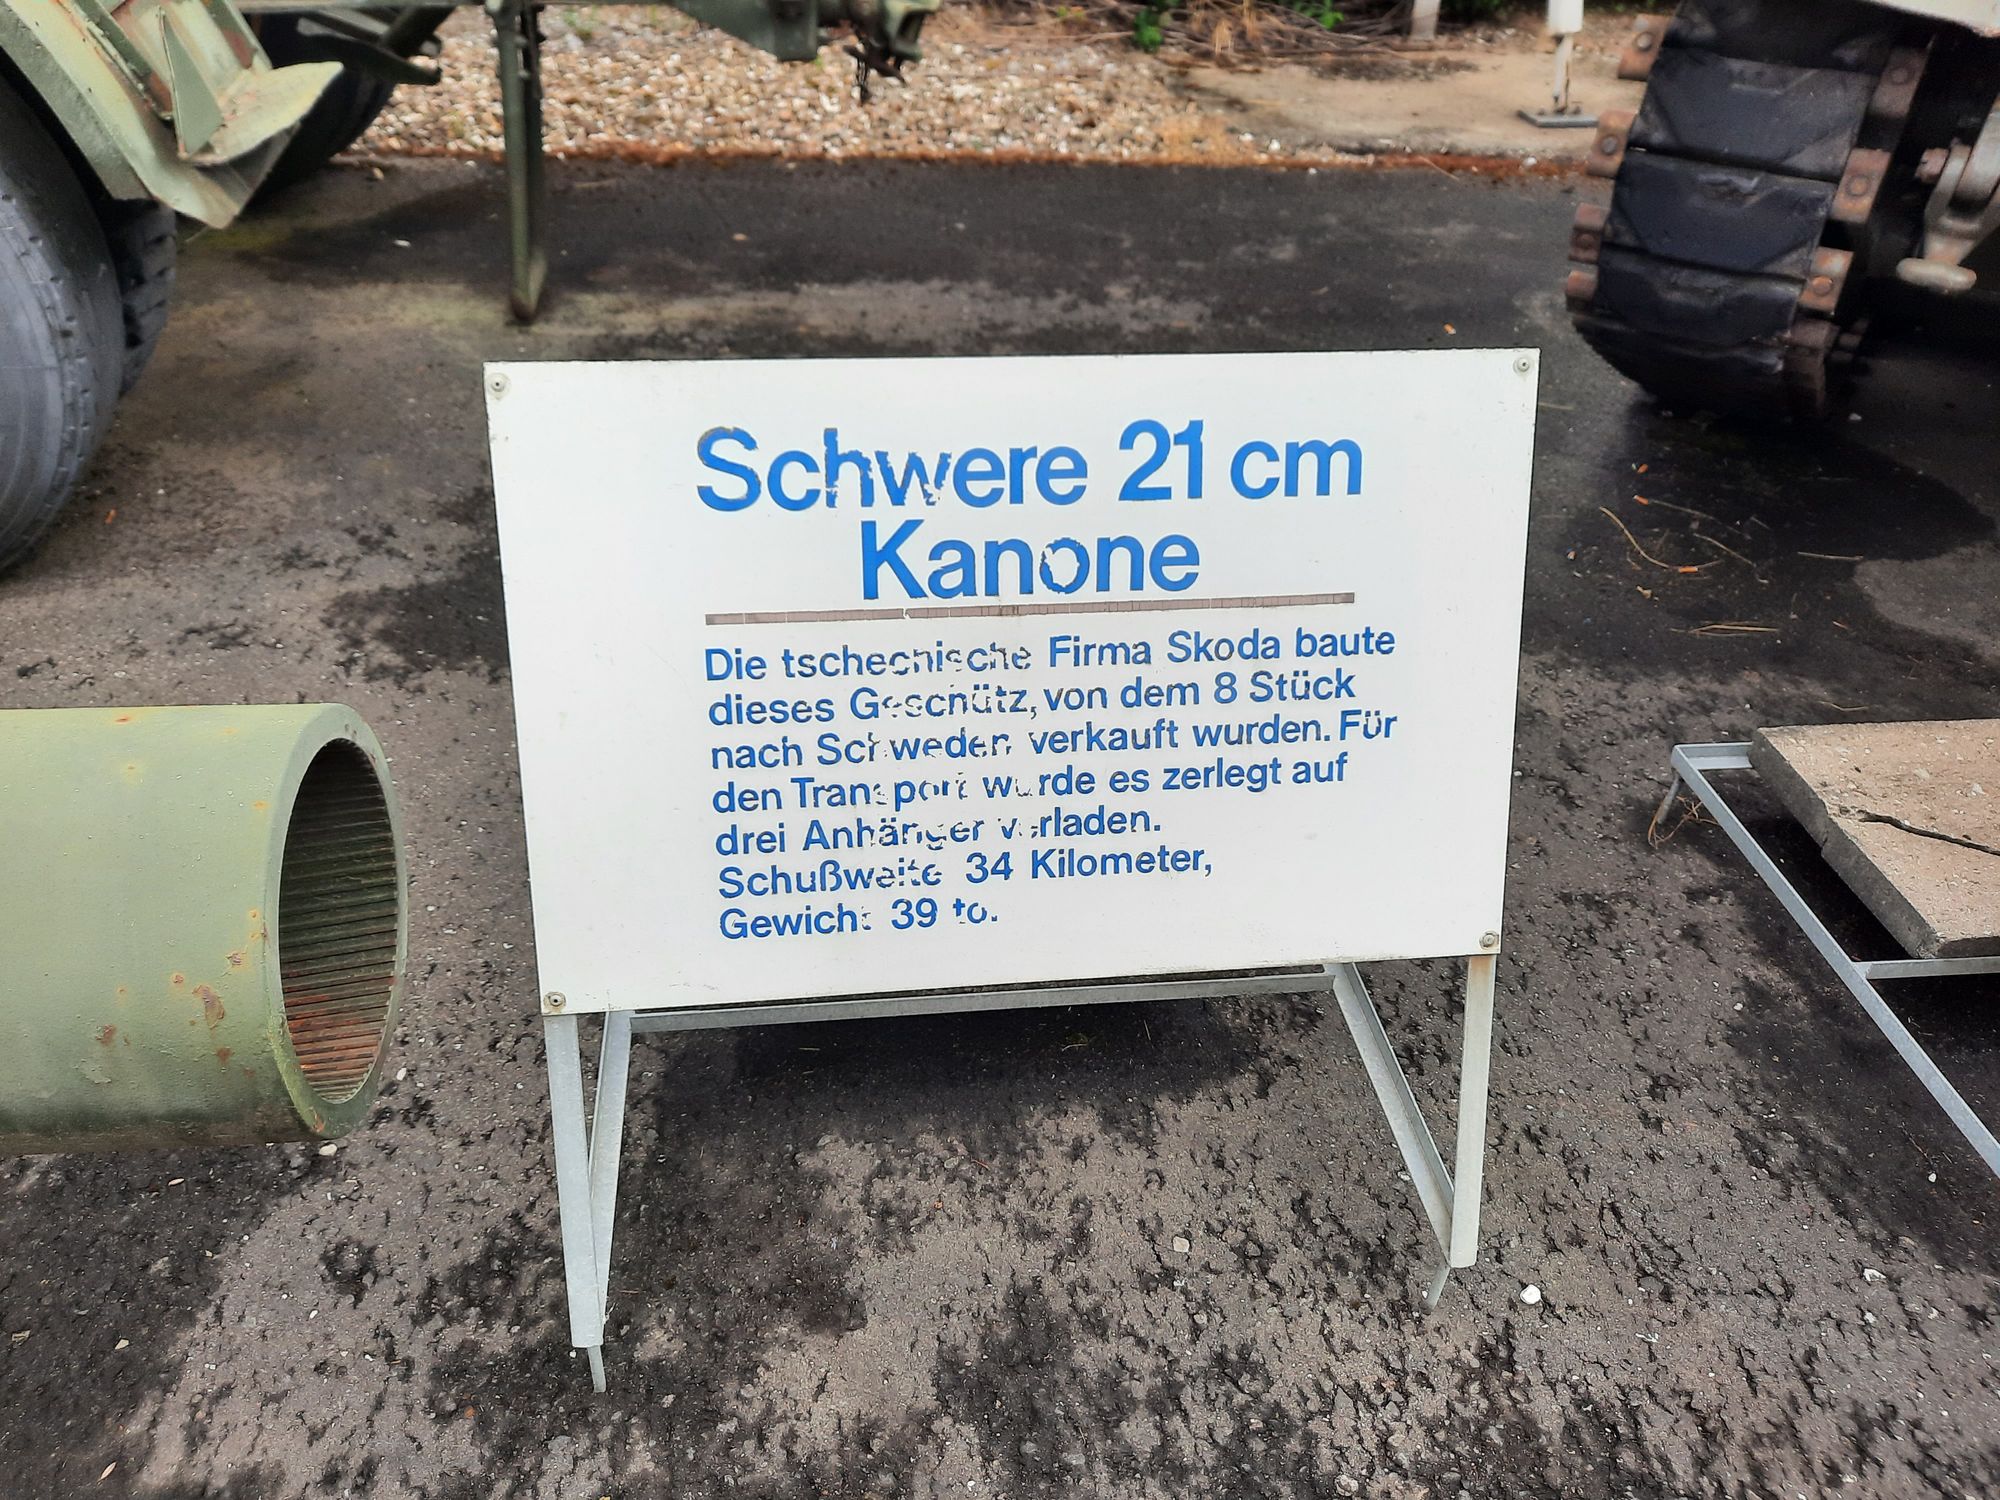 Schwere 21 cm
Kanone
Die tschechische Firma Skoda baute
dieses Geschütz, von dem 8 Stück
nach Schweden verkauft wurden. Für
den Transport wurde es zerlegt auf
drei Anhänger verladen.
Schußweite 34 Kilometer,
Gewicht 39 to.